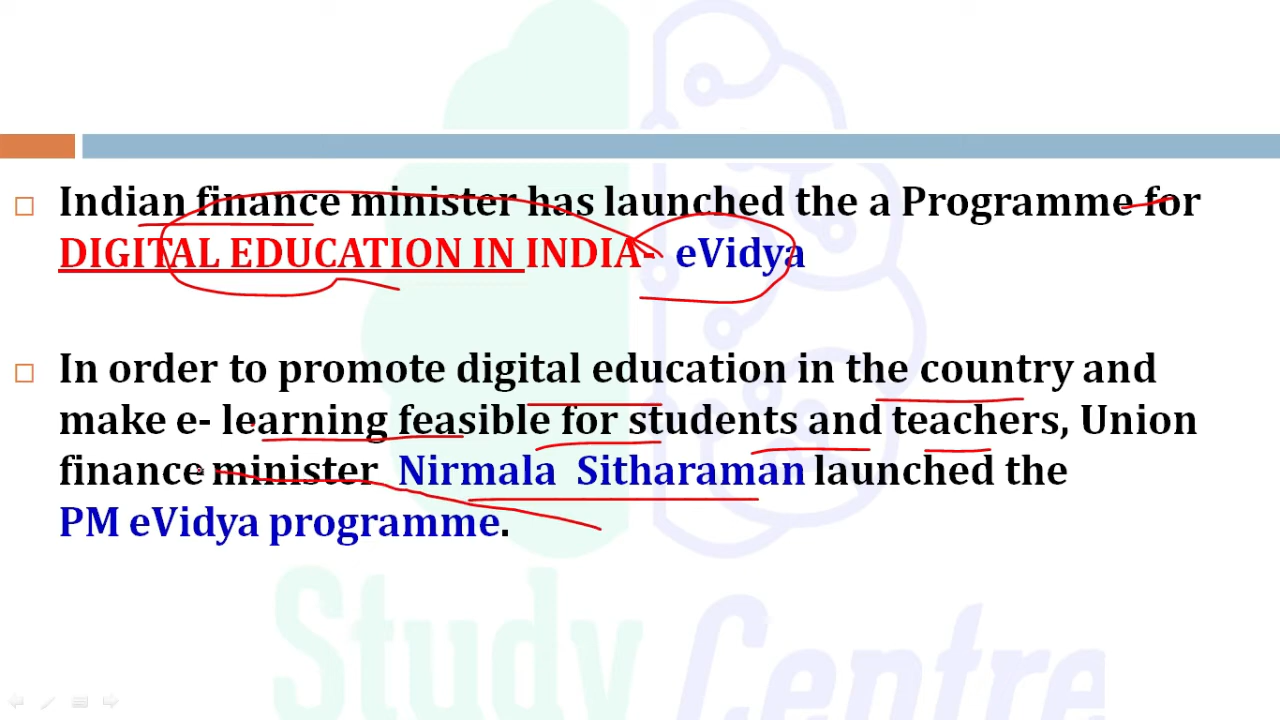 Indian finance minister has launched the a Programme for
DIGITAL EDUCATION IN INDIA- eVidya
In order to promote digital education in the country and
make e- learning feasible for students and teachers, Union
finance minister Nirmala Sitharaman launched the
PM eVidya programme.
Study Centre